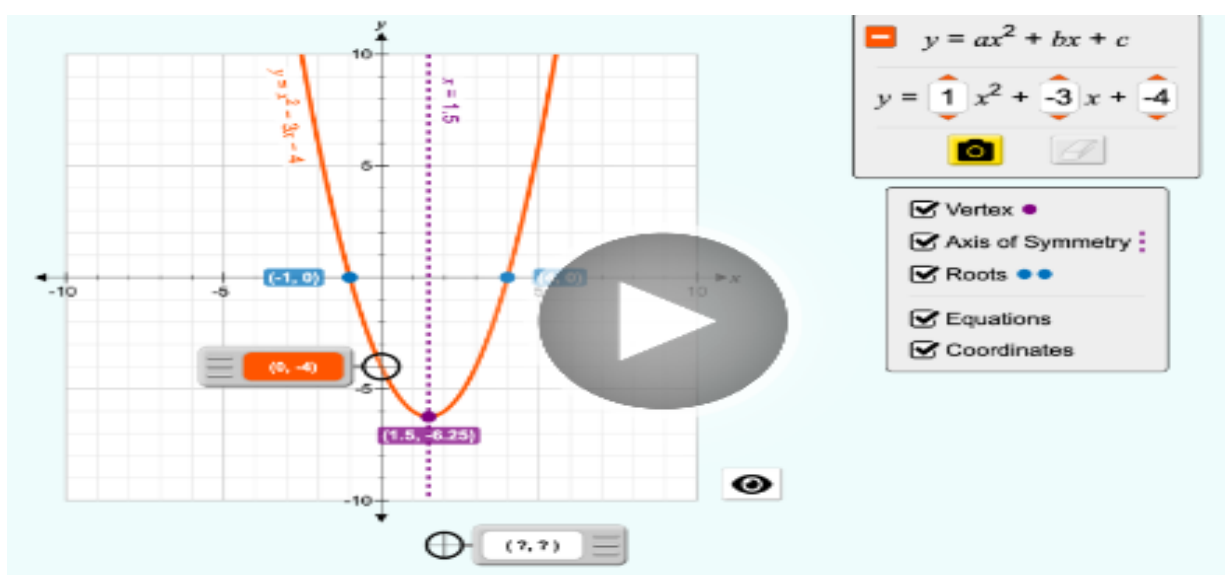 y
10
5
-5
-10
-10
-5
10
x
y = x² - 3x - 4
x = 1.5
(-1, 0)
(0, -4)
(1.5, -6.25)
(?, ?)
y = ax² + bx + c
y = 1 x² + -3 x + -4
Vertex
Axis of Symmetry
Roots
Equations
Coordinates